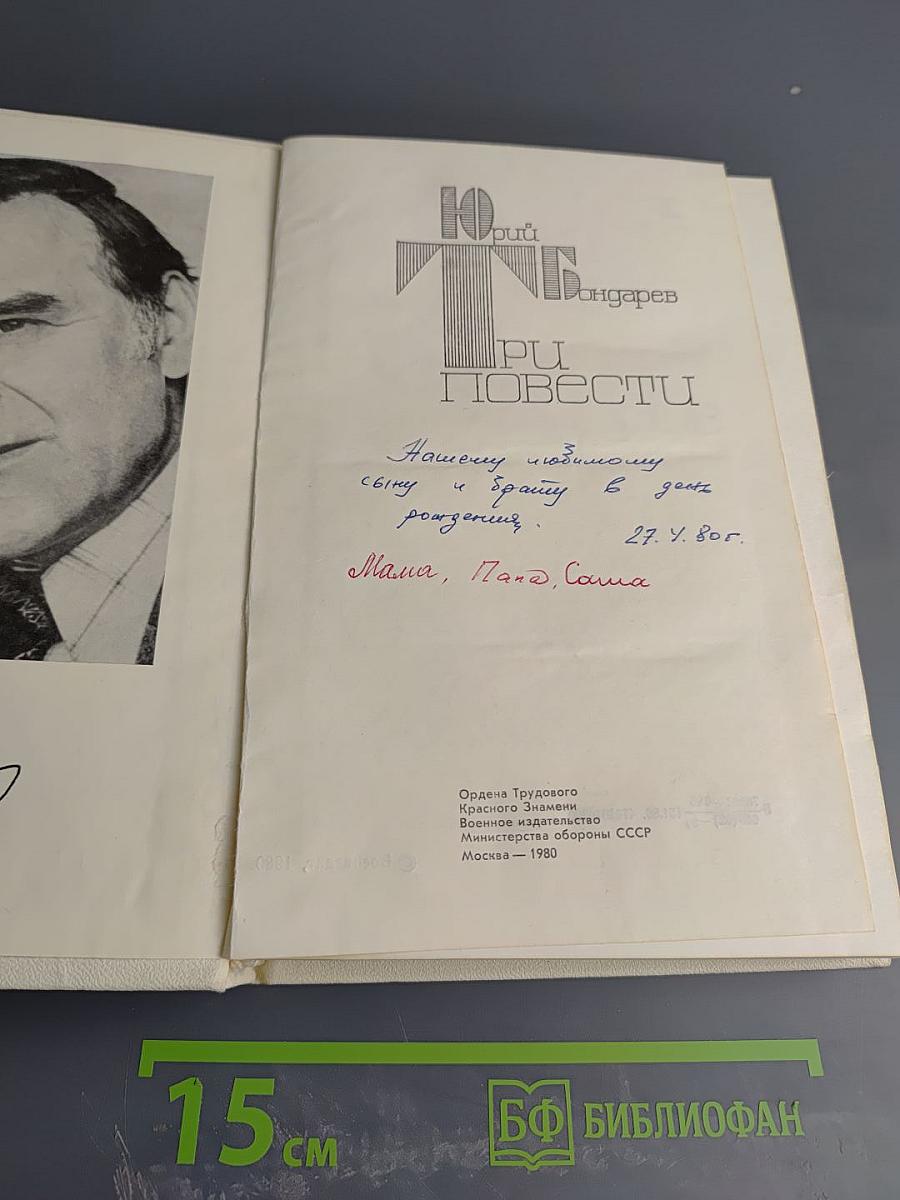 Юрий
Бондарев
Три
повести
Нашему любимому
сыну и брату в день
рождения.
27.V.80г.
Мама, Папа, Саша
Ордена Трудового
Красного Знамени
Военное издательство
Министерства обороны СССР
Москва — 1980
15 см
БФ БИБЛИОФАН